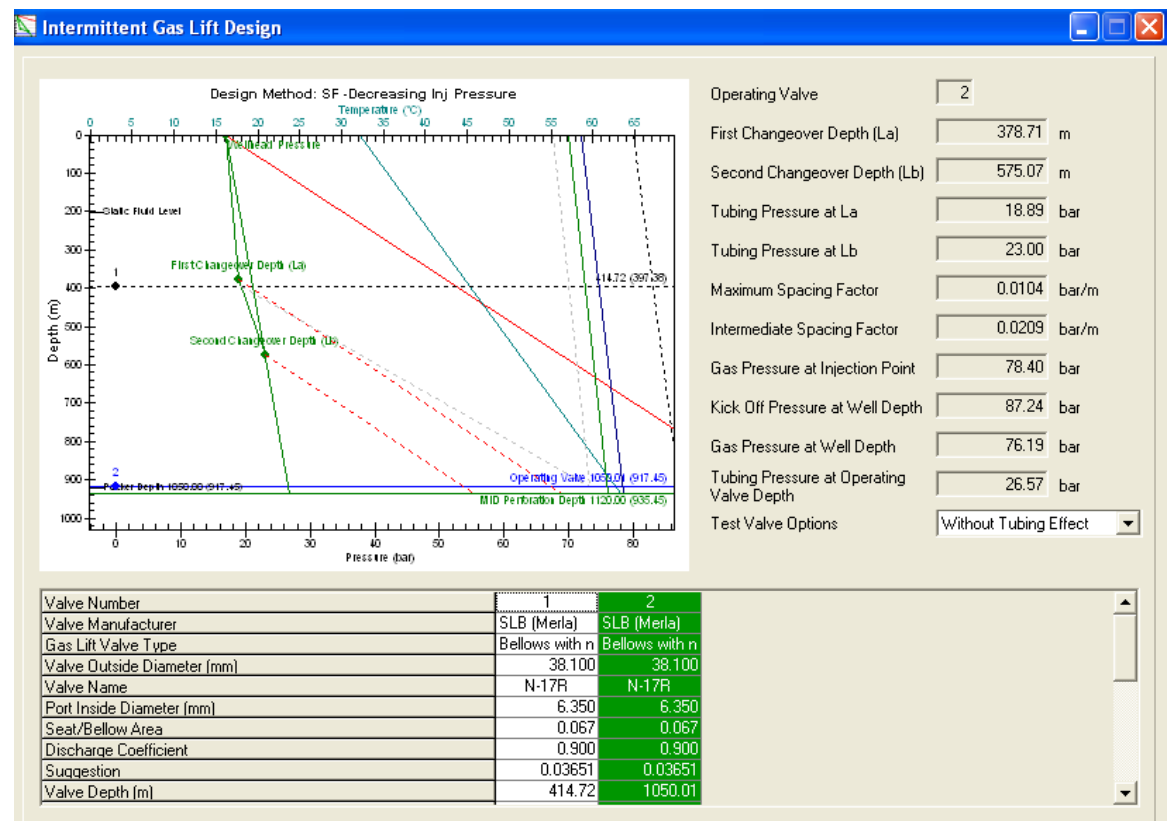 Intermittent Gas Lift Design
Design Method: SF -Decreasing Inj Pressure
Temperature (°C)
0 5 10 15 20 25 30 35 40 45 50 55 60 65
Wellhead Pressure
0
100
200
300
400
500
600
700
800
900
1000
Depth (m)
Static Fluid Level
First Changeover Depth (La)
1
414.72 (397.38)
Second Changeover Depth (Lb)
2
Operating Valve (917.45)
Packer Depth 1050.00 (917.45)
MID Perforation Depth 1120.00 (935.45)
0 10 20 30 40 50 60 70 80
Pressure (bar)
Operating Valve 2
First Changeover Depth (La) 378.71 m
Second Changeover Depth (Lb) 575.07 m
Tubing Pressure at La 18.89 bar
Tubing Pressure at Lb 23.00 bar
Maximum Spacing Factor 0.0104 bar/m
Intermediate Spacing Factor 0.0209 bar/m
Gas Pressure at Injection Point 78.40 bar
Kick Off Pressure at Well Depth 87.24 bar
Gas Pressure at Well Depth 76.19 bar
Tubing Pressure at Operating
Valve Depth 26.57 bar
Test Valve Options Without Tubing Effect
Valve Number 1 2
Valve Manufacturer SLB (Merla) SLB (Merla)
Gas Lift Valve Type Bellows with n Bellows with n
Valve Outside Diameter (mm) 38.100 38.100
Valve Name N-17R N-17R
Port Inside Diameter (mm) 6.350 6.350
Seat/Bellow Area 0.067 0.067
Discharge Coefficient 0.900 0.900
Suggestion 0.03651 0.03651
Valve Depth (m) 414.72 1050.01